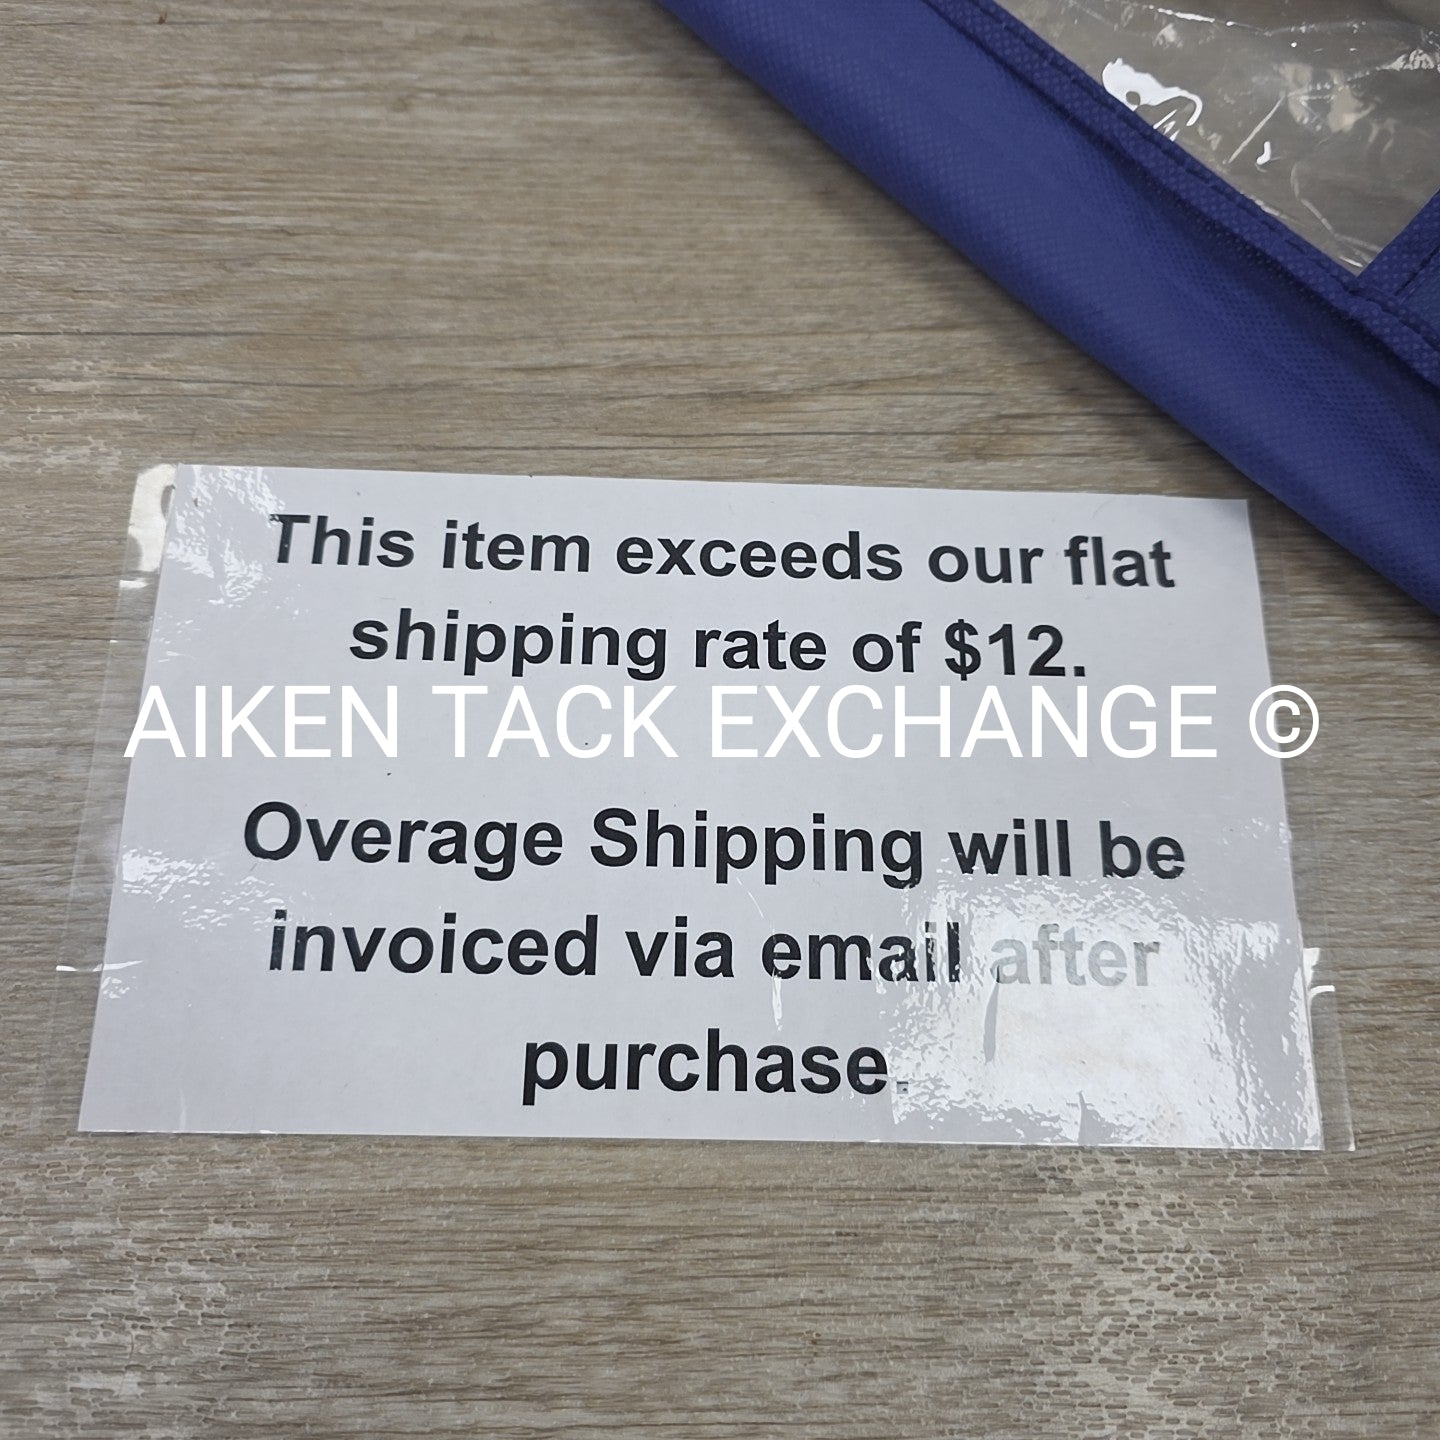 This item exceeds our flat
shipping rate of $12.
AIKEN TACK EXCHANGE ©
Overage Shipping will be
invoiced via email after
purchase.